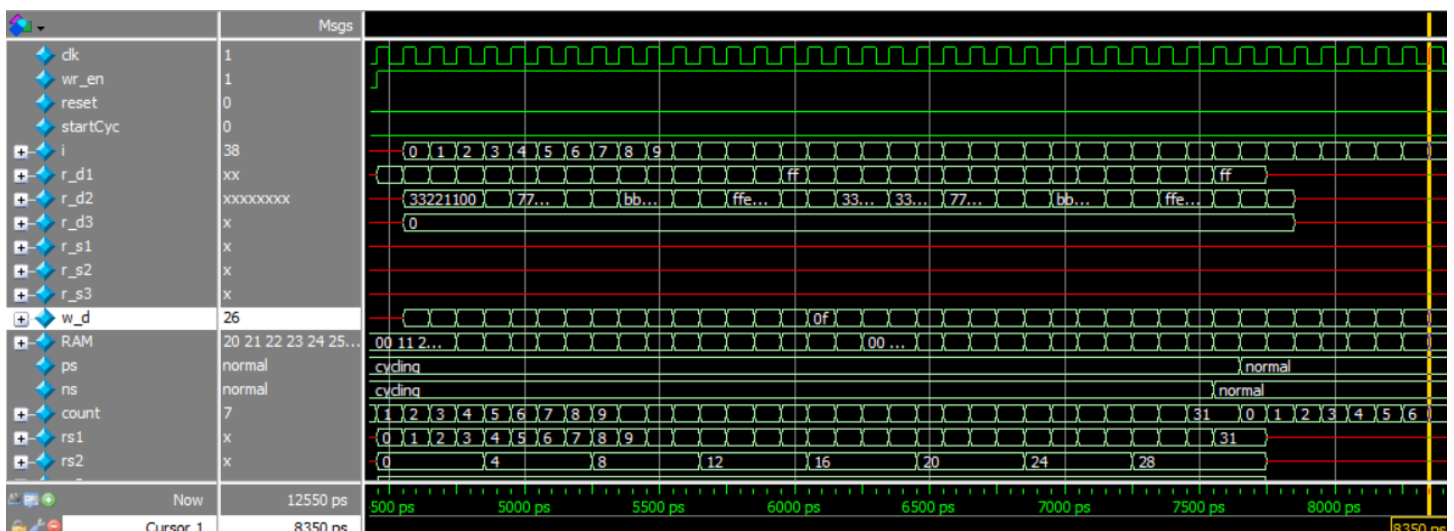 Msgs
clk 1
wr_en 1
reset 0
startCyc 0
i 38 0 1 2 3 4 5 6 7 8 9
r_d1 xx ff ff
r_d2 xxxxxxxx 33221100 77... bb... ffe... 33... 33... 77... bb... ffe...
r_d3 x 0
r_s1 x
r_s2 x
r_s3 x
w_d 26 0f
RAM 20 21 22 23 24 25... 00 11 2... 00 ...
ps normal cycling normal
ns normal cycling normal
count 7 1 2 3 4 5 6 7 8 9 31 0 1 2 3 4 5 6
rs1 x 0 1 2 3 4 5 6 7 8 9 31
rs2 x 0 4 8 12 16 20 24 28
Now 12550 ps 500 ps 5000 ps 5500 ps 6000 ps 6500 ps 7000 ps 7500 ps 8000 ps
Cursor 1 8350 ps 8350 ps